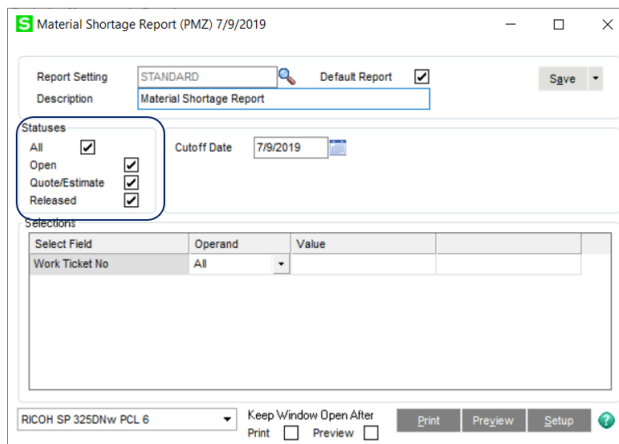 S Material Shortage Report (PMZ) 7/9/2019
Report Setting STANDARD Default Report Save
Description Material Shortage Report
Statuses
All Cutoff Date 7/9/2019
Open
Quote/Estimate
Released
Selections
Select Field Operand Value
Work Ticket No All
RICOH SP 325DNw PCL 6 Keep Window Open After Print Preview Setup ?
Print Preview